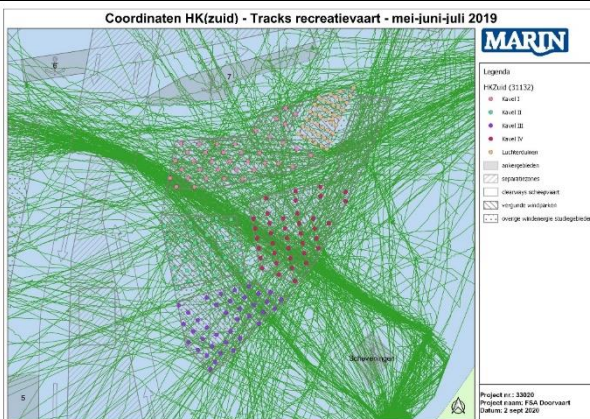 Coordinaten HK(zuid) - Tracks recreatievaart - mei-juni-juli 2019
MARIN
Legenda
HKZuid (31132)
Kavel I
Kavel II
Kavel III
Kavel IV
Luchterduinen
ankergebieden
separatiezones
clearways scheepvaart
vergunde windparken
overige windenergie studiegebieden
6
7
5
Scheveningen
Project nr.: 33020
Project naam: FSA Doorvaart
Datum: 2 sept 2020